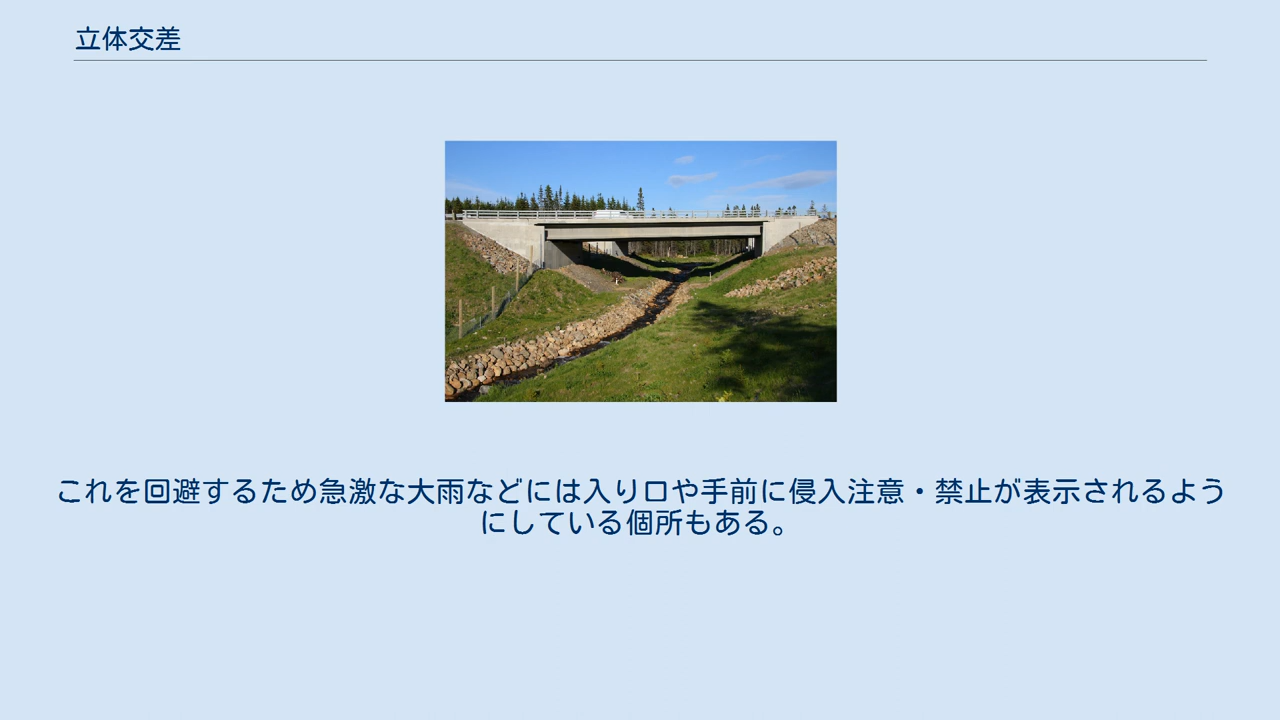 立体交差
これを回避するため急激な大雨などには入り口や手前に侵入注意・禁止が表示されるよう
にしている個所もある。